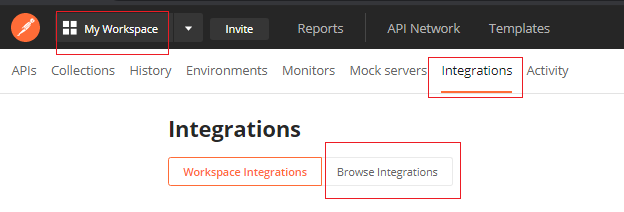 My Workspace Invite Reports API Network Templates
APIs Collections History Environments Monitors Mock servers Integrations Activity
Integrations
Workspace Integrations Browse Integrations